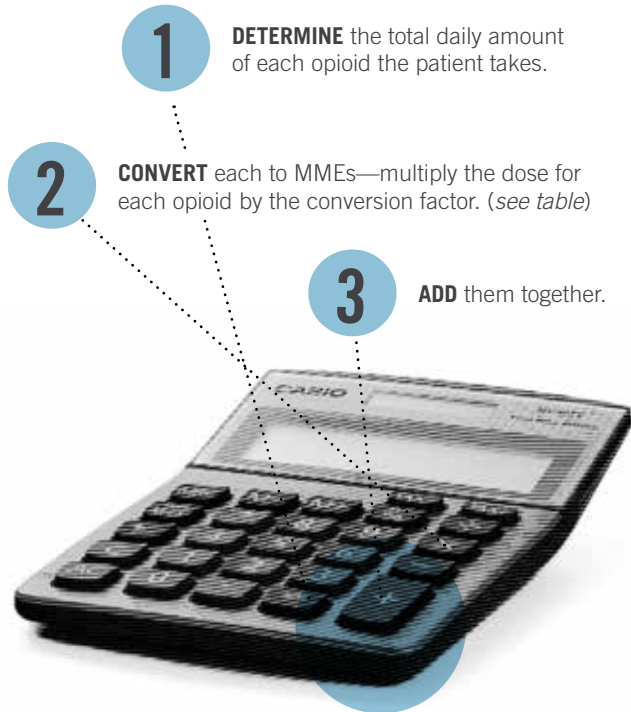 1
DETERMINE the total daily amount
of each opioid the patient takes.
2
CONVERT each to MMEs—multiply the dose for
each opioid by the conversion factor. (see table)
3
ADD them together.